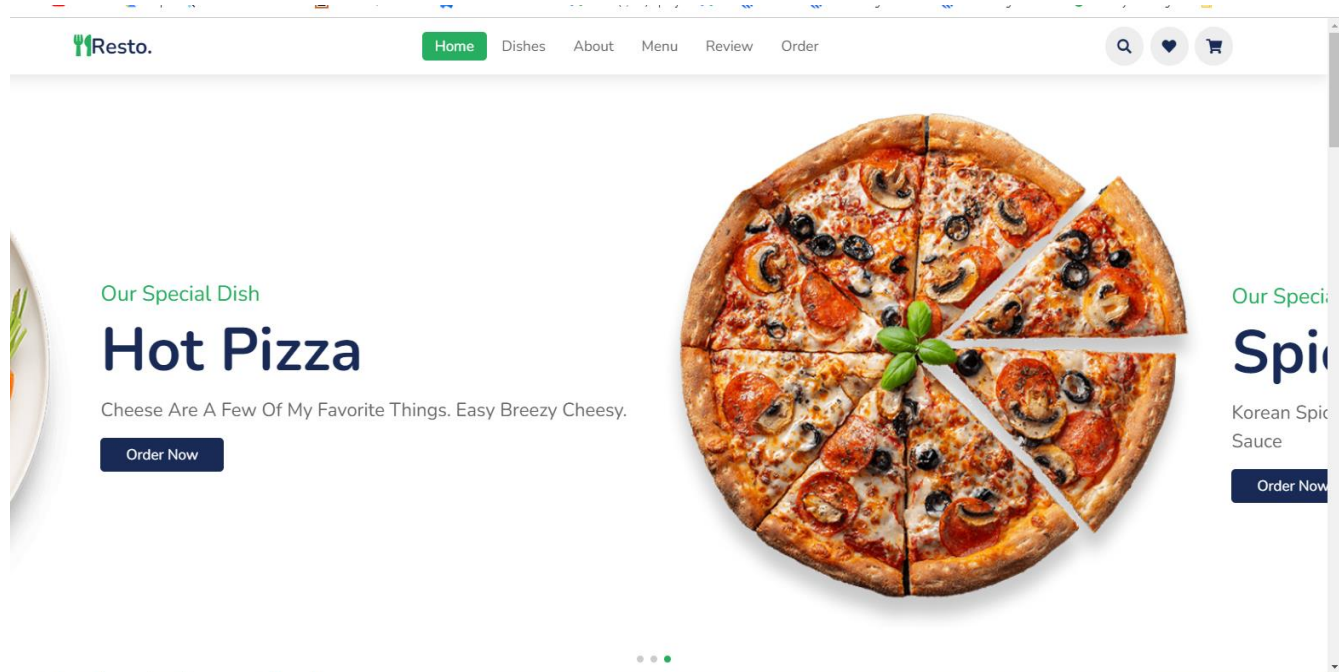 Resto.
Home Dishes About Menu Review Order
Our Special Dish
Hot Pizza
Cheese Are A Few Of My Favorite Things. Easy Breezy Cheesy.
Order Now
Our Speci
Spi
Korean Spic
Sauce
Order Now